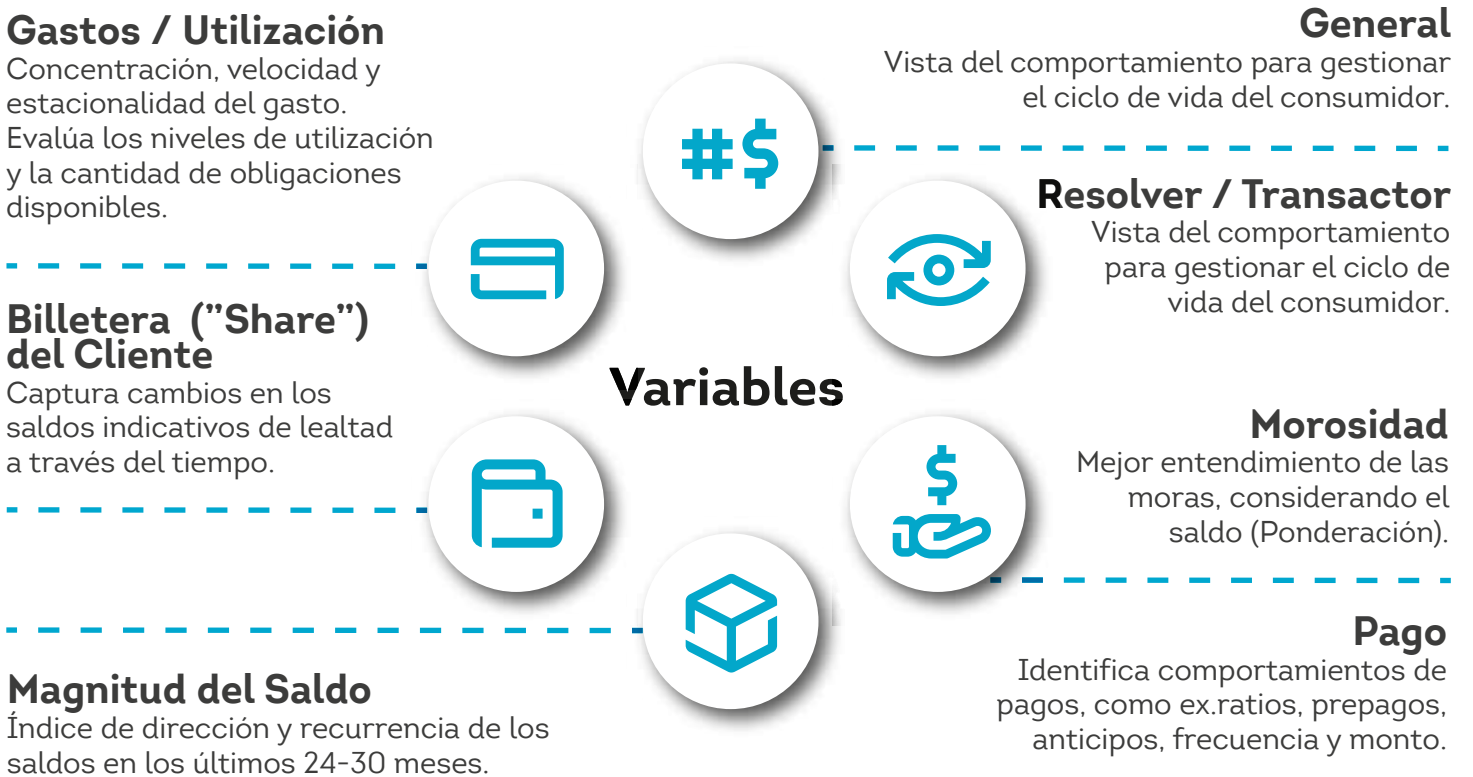 Gastos / Utilización
Concentración, velocidad y
estacionalidad del gasto.
Evalúa los niveles de utilización
y la cantidad de obligaciones
disponibles.
Billetera ("Share")
del Cliente
Captura cambios en los
saldos indicativos de lealtad
a través del tiempo.
Magnitud del Saldo
Índice de dirección y recurrencia de los
saldos en los últimos 24-30 meses.
#$
Variables
$
General
Vista del comportamiento para gestionar
el ciclo de vida del consumidor.
Resolver / Transactor
Vista del comportamiento
para gestionar el ciclo de
vida del consumidor.
Morosidad
Mejor entendimiento de las
moras, considerando el
saldo (Ponderación).
Pago
Identifica comportamientos de
pagos, como ex.ratios, prepagos,
anticipos, frecuencia y monto.